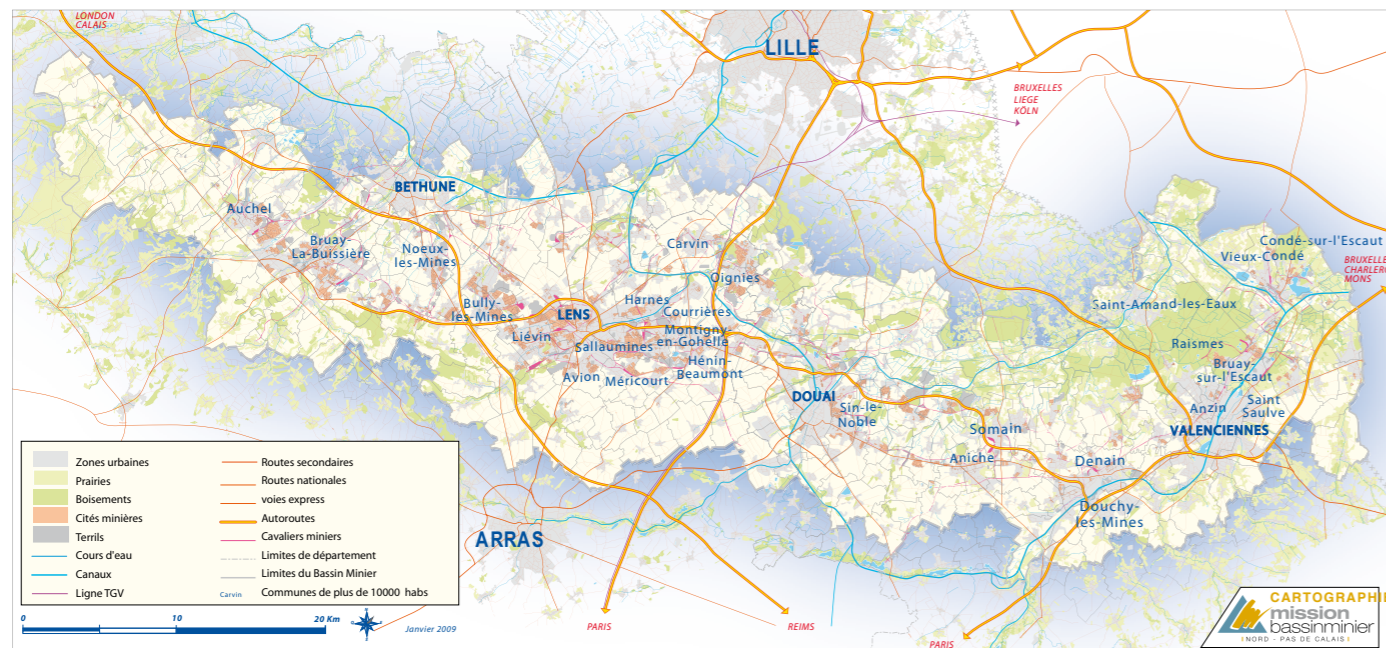 LONDON
CALAIS
LILLE
BRUXELLES
LIEGE
KÖLN
BETHUNE
Auchel
Bruay-
La-Buissière
Noeux-
les-Mines
Carvin
Oignies
Condé-sur-l'Escaut
Vieux-Condé
BRUXELLE
CHARLERO
MONS
Bully-
les-Mines
LENS
Harnes
Courrières
Saint-Amand-les-Eaux
Liévin
Sallaumines
Montigny-
en-Gohelle
Raismes
Avion
Méricourt
Hénin-
Beaumont
Bruay-
sur-l'Escaut
DOUAI
Sin-le-
Noble
Anzin
Saint
Saulve
Somain
VALENCIENNES
Aniche
Denain
Douchy-
les-Mines
ARRAS
Zones urbaines
Prairies
Boisements
Cités minières
Terrils
Cours d'eau
Canaux
Ligne TGV
Routes secondaires
Routes nationales
voies express
Autoroutes
Cavaliers miniers
Limites de département
Limites du Bassin Minier
Carvin Communes de plus de 10000 habs
0 10 20 Km
Janvier 2009
PARIS
REIMS
PARIS
CARTOGRAPHIE
mission
bassinminier
NORD - PAS DE CALAIS